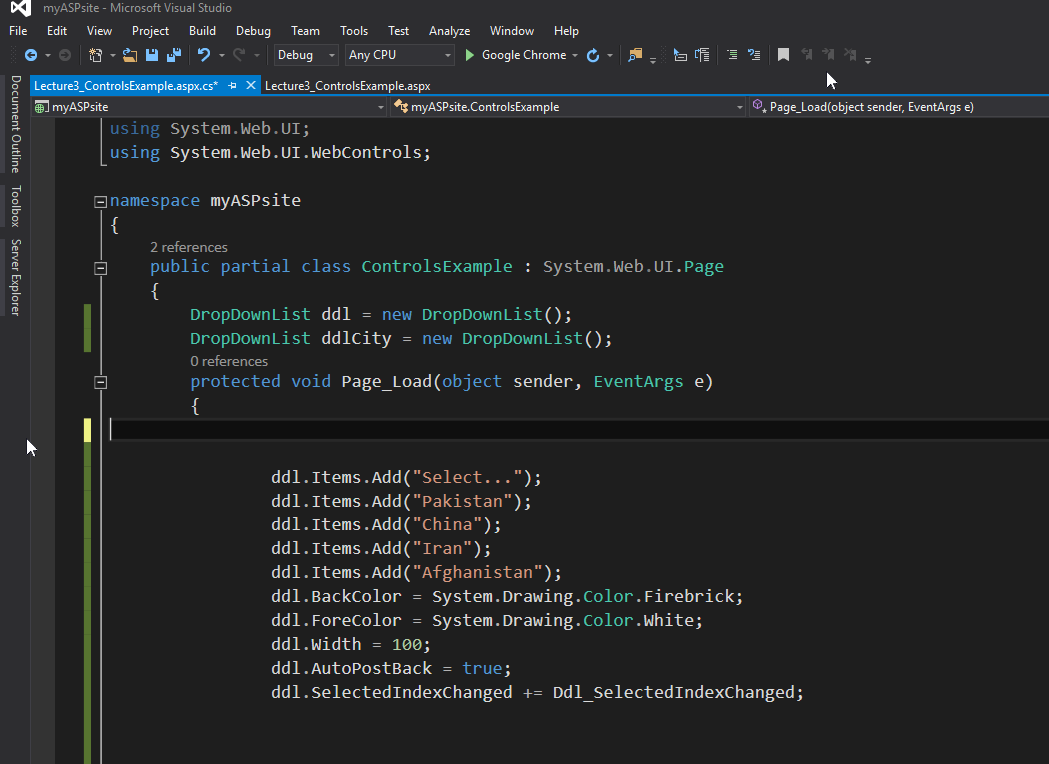 myASPsite - Microsoft Visual Studio
File Edit View Project Build Debug Team Tools Test Analyze Window Help
Debug Any CPU Google Chrome
Lecture3_ControlsExample.aspx.cs* Lecture3_ControlsExample.aspx
myASPsite myASPsite.ControlsExample Page_Load(object sender, EventArgs e)
Document Outline
Toolbox
Server Explorer
using System.Web.UI;
using System.Web.UI.WebControls;
namespace myASPsite
{
2 references
public partial class ControlsExample : System.Web.UI.Page
{
DropDownList ddl = new DropDownList();
DropDownList ddlCity = new DropDownList();
0 references
protected void Page_Load(object sender, EventArgs e)
{
ddl.Items.Add("Select...");
ddl.Items.Add("Pakistan");
ddl.Items.Add("China");
ddl.Items.Add("Iran");
ddl.Items.Add("Afghanistan");
ddl.BackColor = System.Drawing.Color.Firebrick;
ddl.ForeColor = System.Drawing.Color.White;
ddl.Width = 100;
ddl.AutoPostBack = true;
ddl.SelectedIndexChanged += Ddl_SelectedIndexChanged;